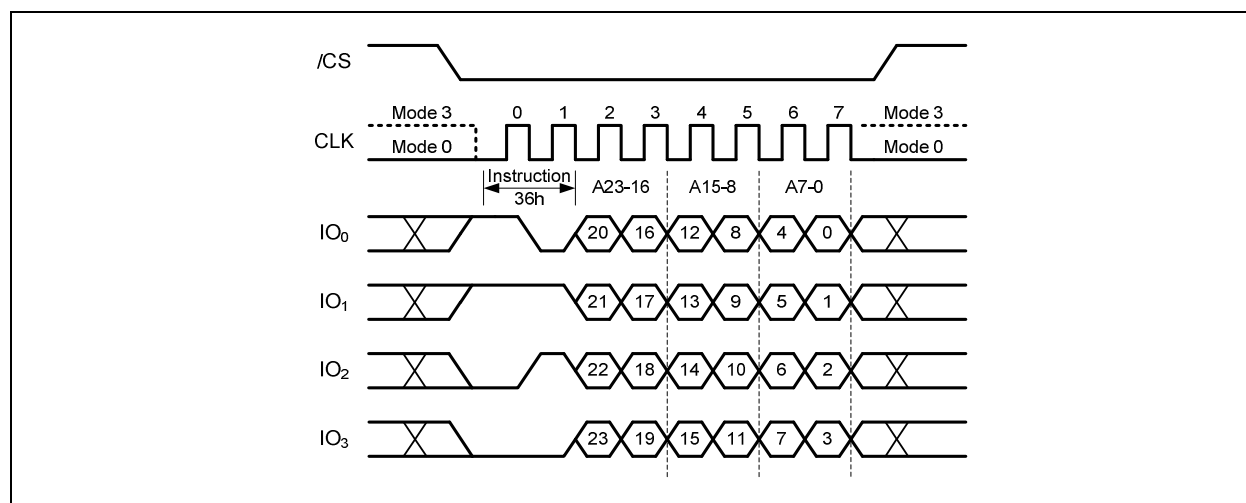 /CS
Mode 3 0 1 2 3 4 5 6 7 Mode 3
CLK
Mode 0 Mode 0
Instruction A23-16 A15-8 A7-0
36h
IO0 20 16 12 8 4 0
IO1 21 17 13 9 5 1
IO2 22 18 14 10 6 2
IO3 23 19 15 11 7 3